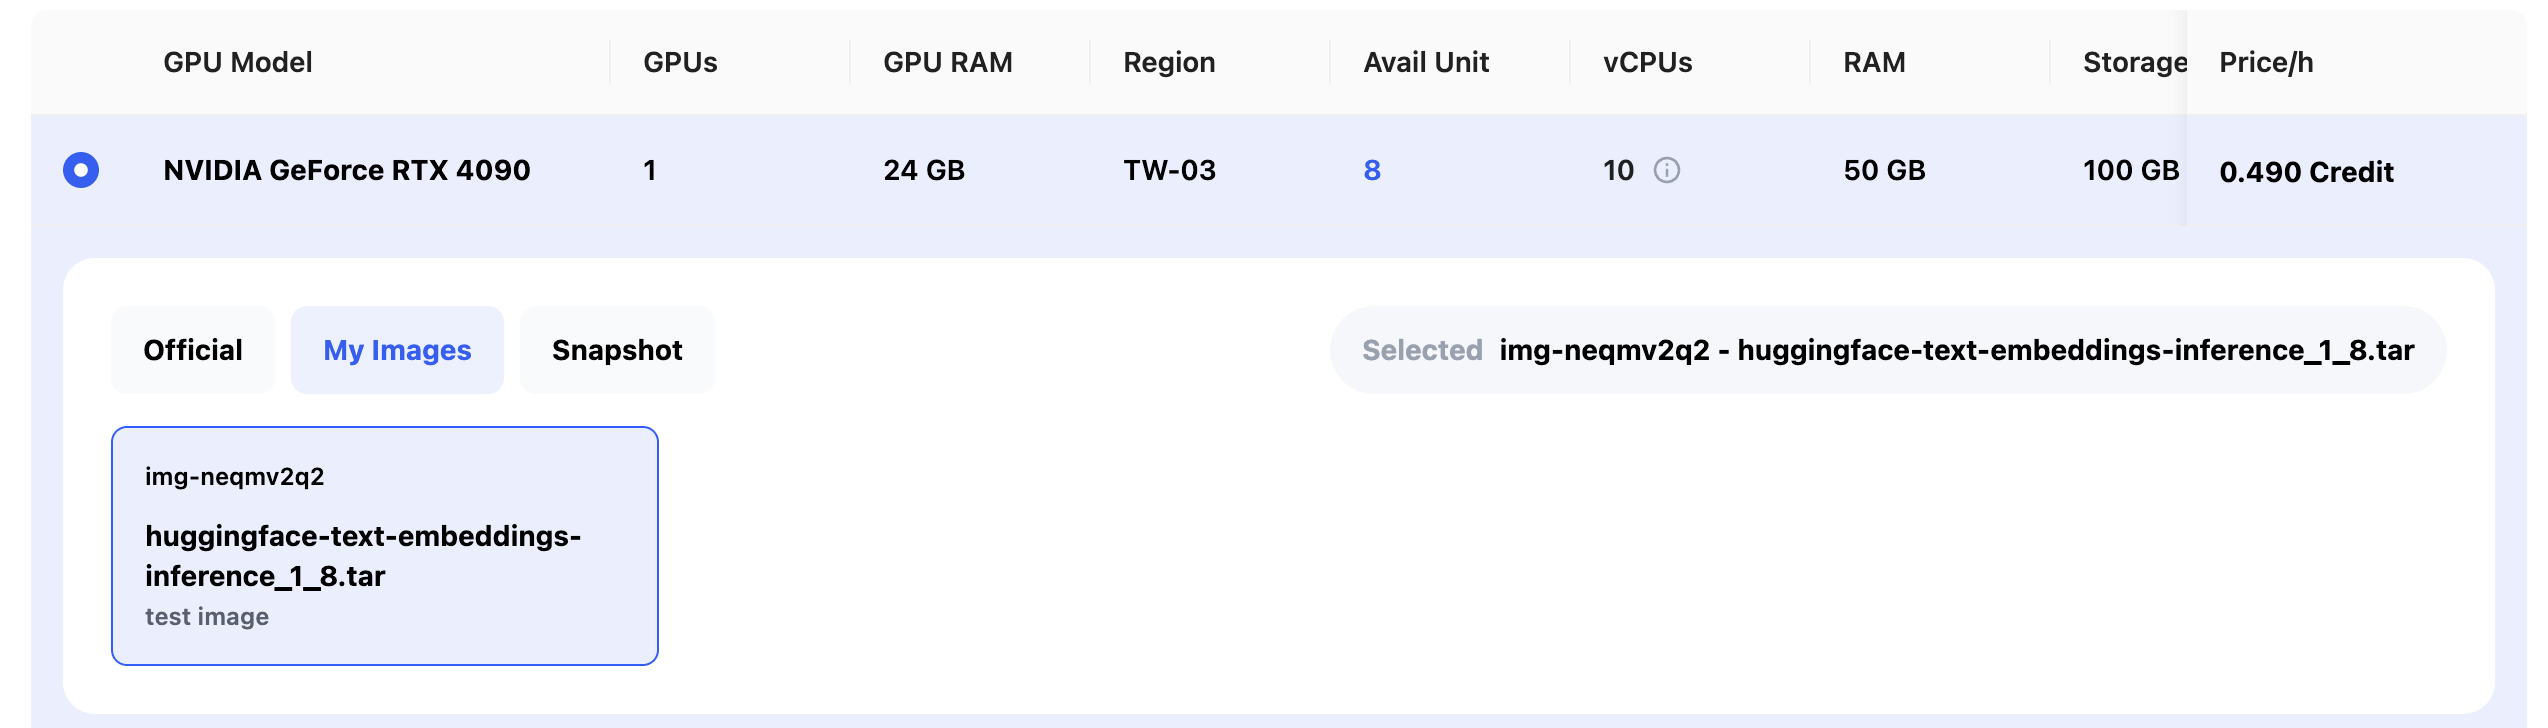 GPU Model GPUs GPU RAM Region Avail Unit vCPUs RAM Storage Price/h
NVIDIA GeForce RTX 4090 1 24 GB TW-03 8 10 50 GB 100 GB 0.490 Credit
Official My Images Snapshot Selected img-neqmv2q2 - huggingface-text-embeddings-inference_1_8.tar
img-neqmv2q2
huggingface-text-embeddings-
inference_1_8.tar
test image